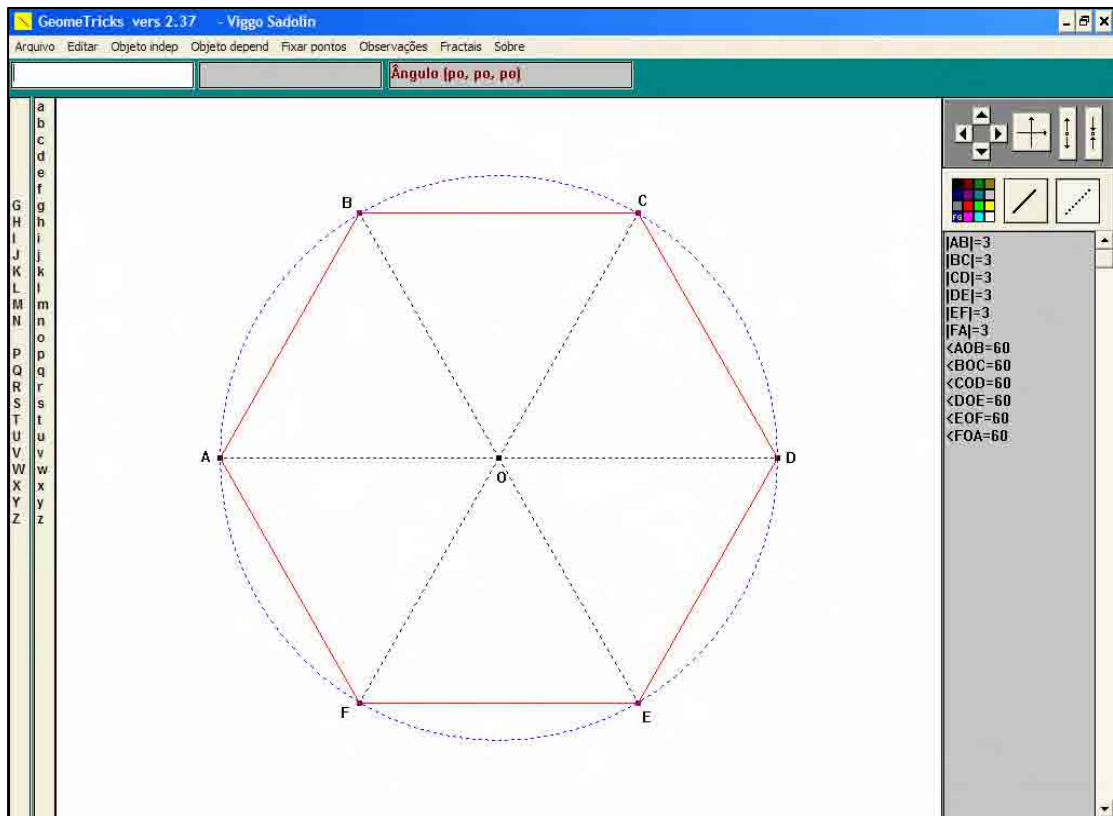 GeomeTricks vers 2.37 - Viggo Sadolin
Arquivo Editar Objeto indep Objeto depend Fixar pontos Observações Fractais Sobre
Ângulo (po, po, po)
G
H
I
J
K
L
M
N
P
Q
R
S
T
U
V
W
X
Y
Z
a
b
c
d
e
f
g
h
i
j
k
l
m
n
o
p
q
r
s
t
u
v
w
x
y
z
B
C
A
O
D
F
E
FG
|AB|=3
|BC|=3
|CD|=3
|DE|=3
|EF|=3
|FA|=3
<AOB=60
<BOC=60
<COD=60
<DOE=60
<EOF=60
<FOA=60